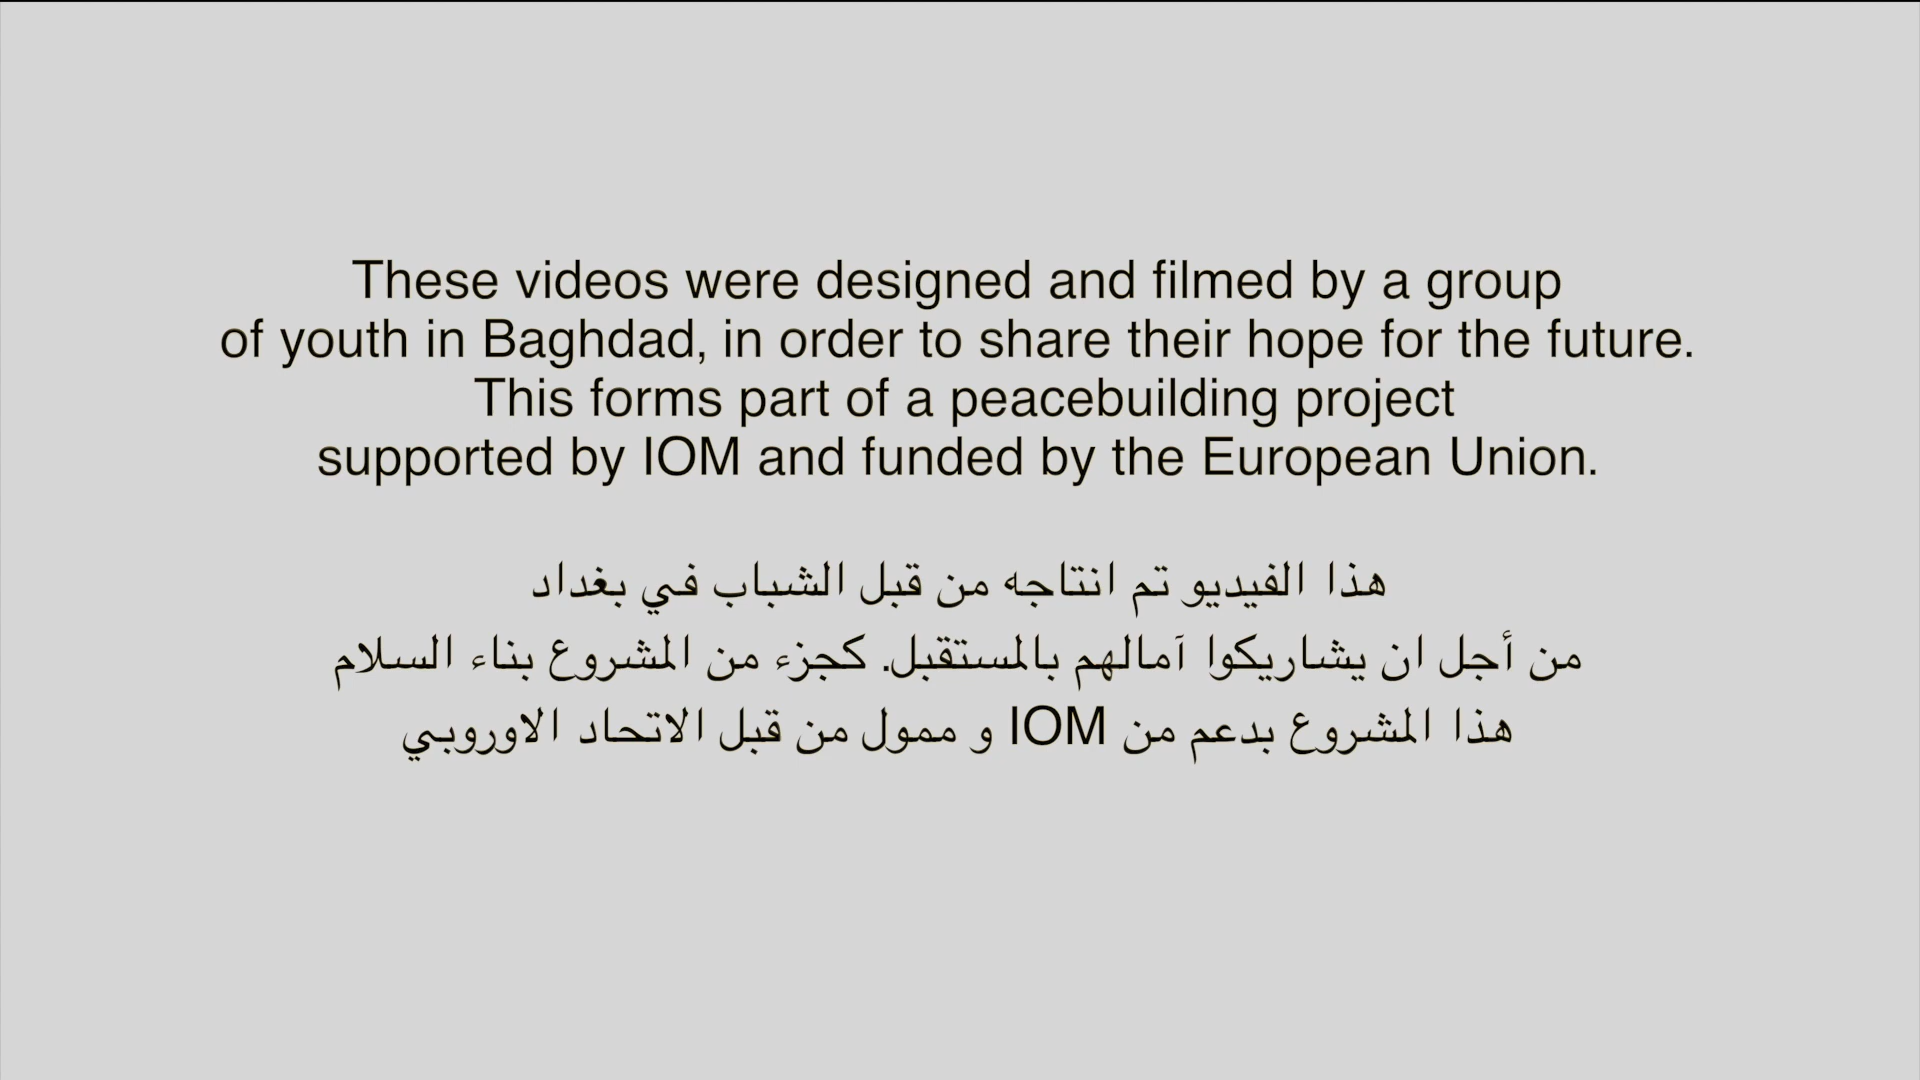 These videos were designed and filmed by a group
of youth in Baghdad, in order to share their hope for the future.
This forms part of a peacebuilding project
supported by IOM and funded by the European Union.
هذا الفيديو تم انتاجه من قبل الشباب في بغداد
من أجل ان يشاريكوا آمالهم بالمستقبل. كجزء من المشروع بناء السلام
هذا المشروع بدعم من IOM و ممول من قبل الاتحاد الاوروبي